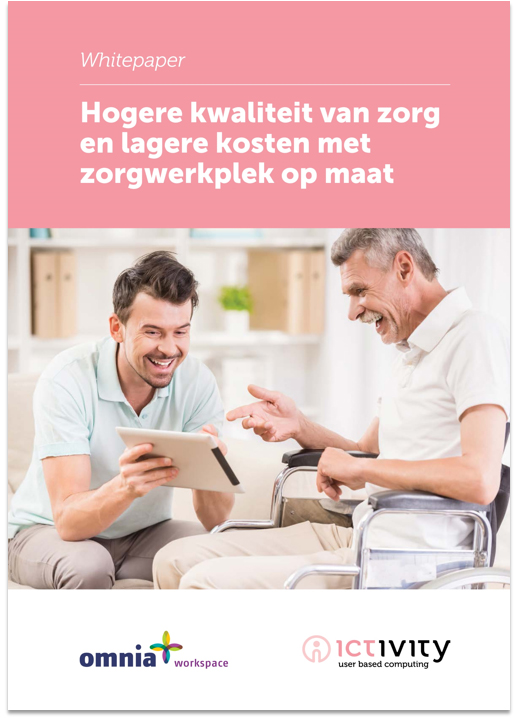 Whitepaper
Hogere kwaliteit van zorg
en lagere kosten met
zorgwerkplek op maat
omnia workspace
ictivity
user based computing